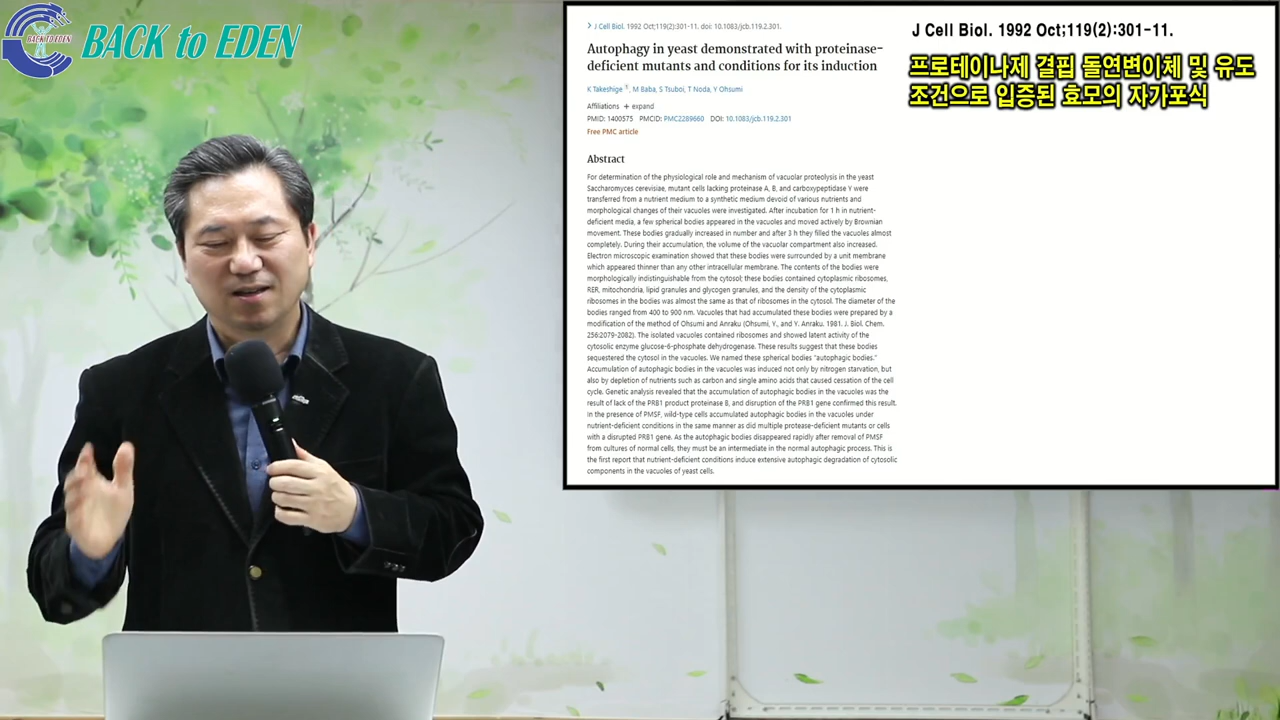 BACK TO EDEN
BACK to EDEN
J Cell Biol. 1992 Oct;119(2):301-11. doi: 10.1083/jcb.119.2.301.
Autophagy in yeast demonstrated with proteinase-
deficient mutants and conditions for its induction
K Takeshige 1, M Baba, S Tsuboi, T Noda, Y Ohsumi
Affiliations + expand
PMID: 1400575 PMCID: PMC2289660 DOI: 10.1083/jcb.119.2.301
Free PMC article
Abstract
For determination of the physiological role and mechanism of vacuolar proteolysis in the yeast
Saccharomyces cerevisiae, mutant cells lacking proteinase A, B, and carboxypeptidase Y were
transferred from a nutrient medium to a synthetic medium devoid of various nutrients and
morphological changes of their vacuoles were investigated. After incubation for 1 h in nutrient-
deficient media, a few spherical bodies appeared in the vacuoles and moved actively by Brownian
movement. These bodies gradually increased in number and after 3 h they filled the vacuoles almost
completely. During their accumulation, the volume of the vacuolar compartment also increased.
Electron microscopic examination showed that these bodies were surrounded by a unit membrane
which appeared thinner than any other intracellular membrane. The contents of the bodies were
morphologically indistinguishable from the cytosol; these bodies contained cytoplasmic ribosomes,
RER, mitochondria, lipid granules and glycogen granules, and the density of the cytoplasmic
ribosomes in the bodies was almost the same as that of ribosomes in the cytosol. The diameter of the
bodies ranged from 400 to 900 nm. Vacuoles that had accumulated these bodies were prepared by a
modification of the method of Ohsumi and Anraku (Ohsumi, Y., and Y. Anraku. 1981. J. Biol. Chem.
256:2079-2082). The isolated vacuoles contained ribosomes and showed latent activity of the
cytosolic enzyme glucose-6-phosphate dehydrogenase. These results suggest that these bodies
sequestered the cytosol in the vacuoles. We named these spherical bodies "autophagic bodies."
Accumulation of autophagic bodies in the vacuoles was induced not only by nitrogen starvation, but
also by depletion of nutrients such as carbon and single amino acids that caused cessation of the cell
cycle. Genetic analysis revealed that the accumulation of autophagic bodies in the vacuoles was the
result of lack of the PRB1 product proteinase B, and disruption of the PRB1 gene confirmed this result.
In the presence of PMSF, wild-type cells accumulated autophagic bodies in the vacuoles under
nutrient-deficient conditions in the same manner as did multiple protease-deficient mutants or cells
with a disrupted PRB1 gene. As the autophagic bodies disappeared rapidly after removal of PMSF
from cultures of normal cells, they must be an intermediate in the normal autophagic process. This is
the first report that nutrient-deficient conditions induce extensive autophagic degradation of cytosolic
components in the vacuoles of yeast cells.
J Cell Biol. 1992 Oct;119(2):301-11.
프로테이나제 결핍 돌연변이체 및 유도
조건으로 입증된 효모의 자가포식